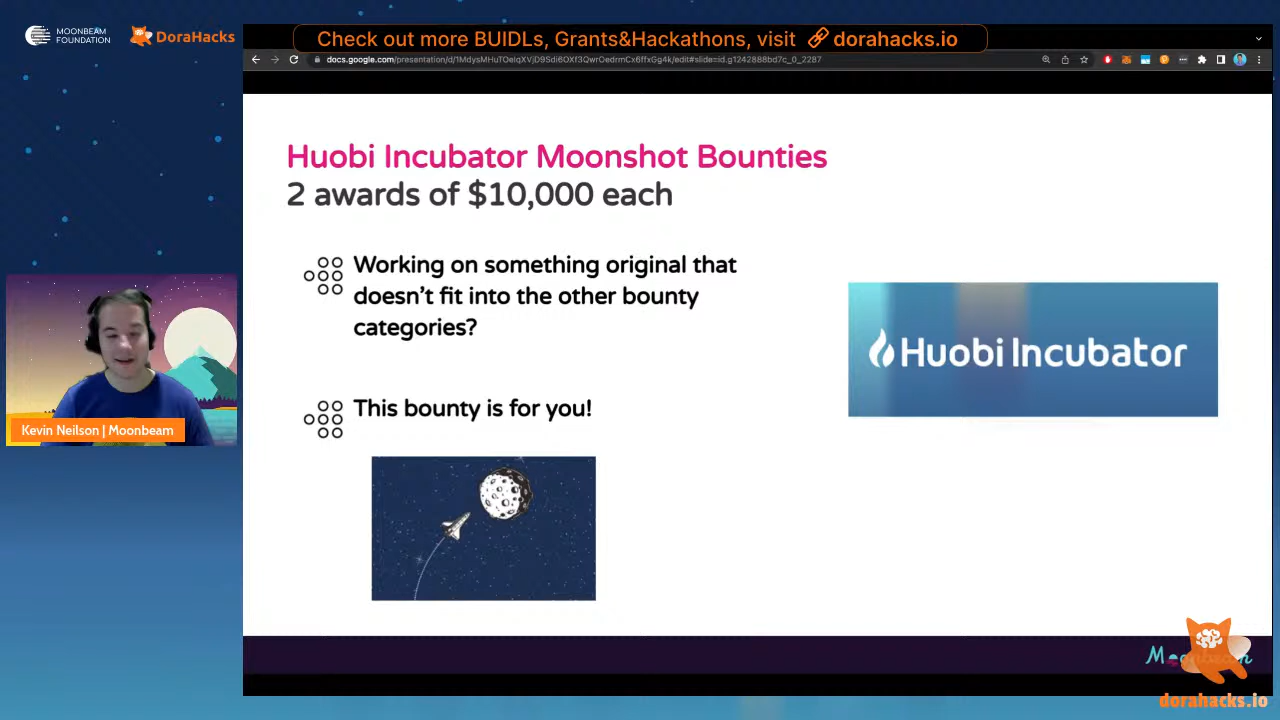 MOONBEAM
FOUNDATION
DoraHacks
Check out more BUIDLs, Grants&Hackathons, visit dorahacks.io
Huobi Incubator Moonshot Bounties
2 awards of $10,000 each
Working on something original that
doesn't fit into the other bounty
categories?
This bounty is for you!
Huobi Incubator
Kevin Neilson | Moonbeam
dorahacks.io